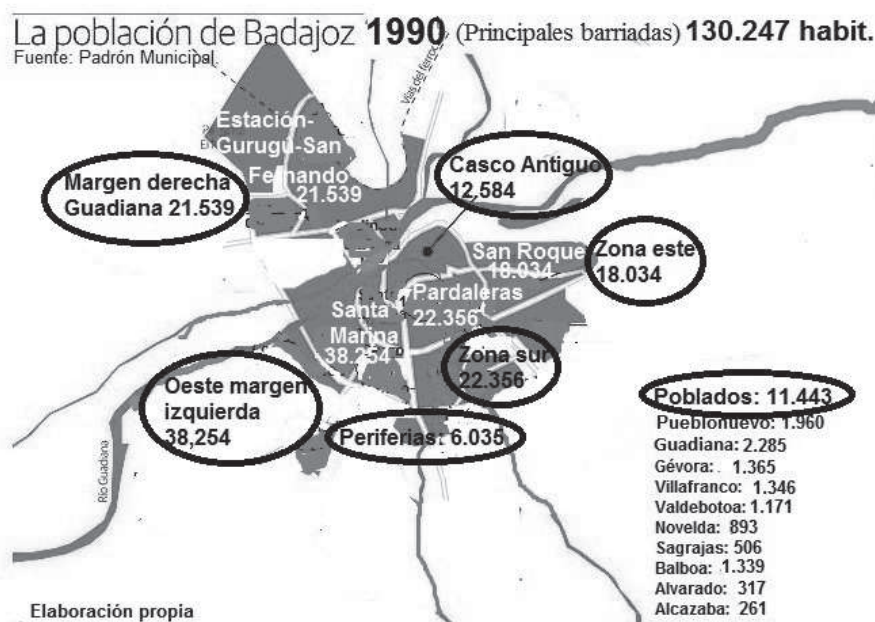 La población de Badajoz 1990 (Principales barriadas) 130.247 habit.
Fuente: Padrón Municipal.
Vías del ferroc
Estación-
Gurugú-San
Fernando
21.539
Margen derecha
Guadiana 21.539
Casco Antiguo
12,584
San Roque
18.034
Zona este
18.034
Pardaleras
22.356
Santa
Marina
38.254
Zona sur
22.356
Oeste margen
izquierda
38,254
Periferias: 6.035
Río Guadiana
Poblados: 11.443
Pueblonuevo: 1.960
Guadiana: 2.285
Gévora: 1.365
Villafranco: 1.346
Valdebotoa: 1.171
Novelda: 893
Sagrajas: 506
Balboa: 1.339
Alvarado: 317
Alcazaba: 261
Elaboración propia